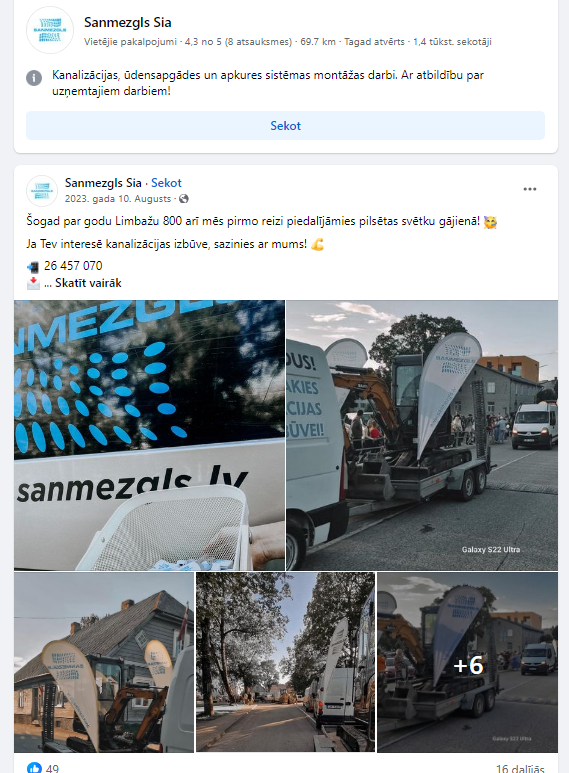 Sanmezgls Sia
Vietējie pakalpojumi · 4,3 no 5 (8 atsauksmes) · 69.7 km · Tagad atvērts · 1,4 tūkst. sekotāji
Kanalizācijas, ūdensapgādes un apkures sistēmas montāžas darbi. Ar atbildību par
uzņemtajiem darbiem!
Sekot
Sanmezgls Sia · Sekot
2023. gada 10. Augusts ·
Šogad par godu Limbažu 800 arī mēs pirmo reizi piedalījāmies pilsētas svētku gājienā! 🥳
Ja Tev interesē kanalizācijas izbūve, sazinies ar mums! 💪
📲 26 457 070
📩 ... Skatīt vairāk
NMEZGLS
sanmezgls.lv
DUS!
AKIES
CIJAS
BŪVEI!
SANMEZGLS
Galaxy S22 Ultra
+6
Galaxy S22 Ultra
49
16 dalījās